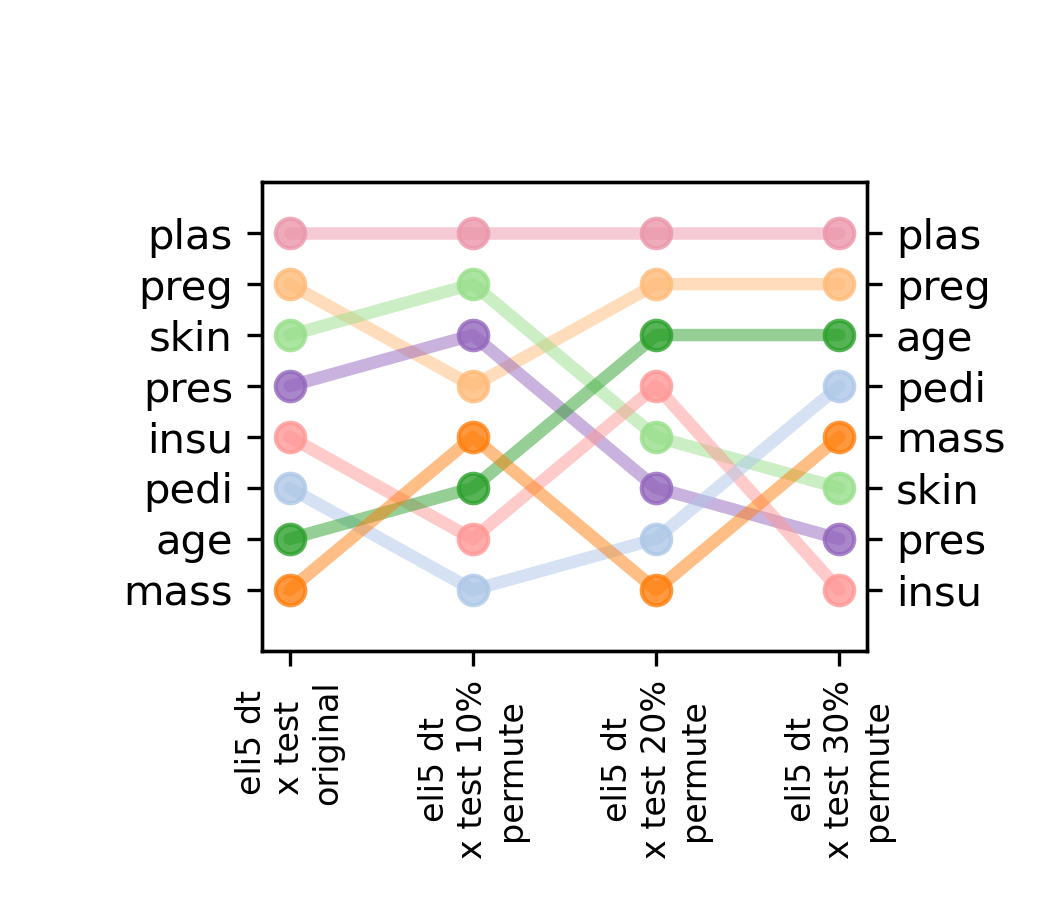 plas
preg
skin
pres
insu
pedi
age
mass
plas
preg
age
pedi
mass
skin
pres
insu
eli5 dt
x test
original
eli5 dt
x test 10%
permute
eli5 dt
x test 20%
permute
eli5 dt
x test 30%
permute